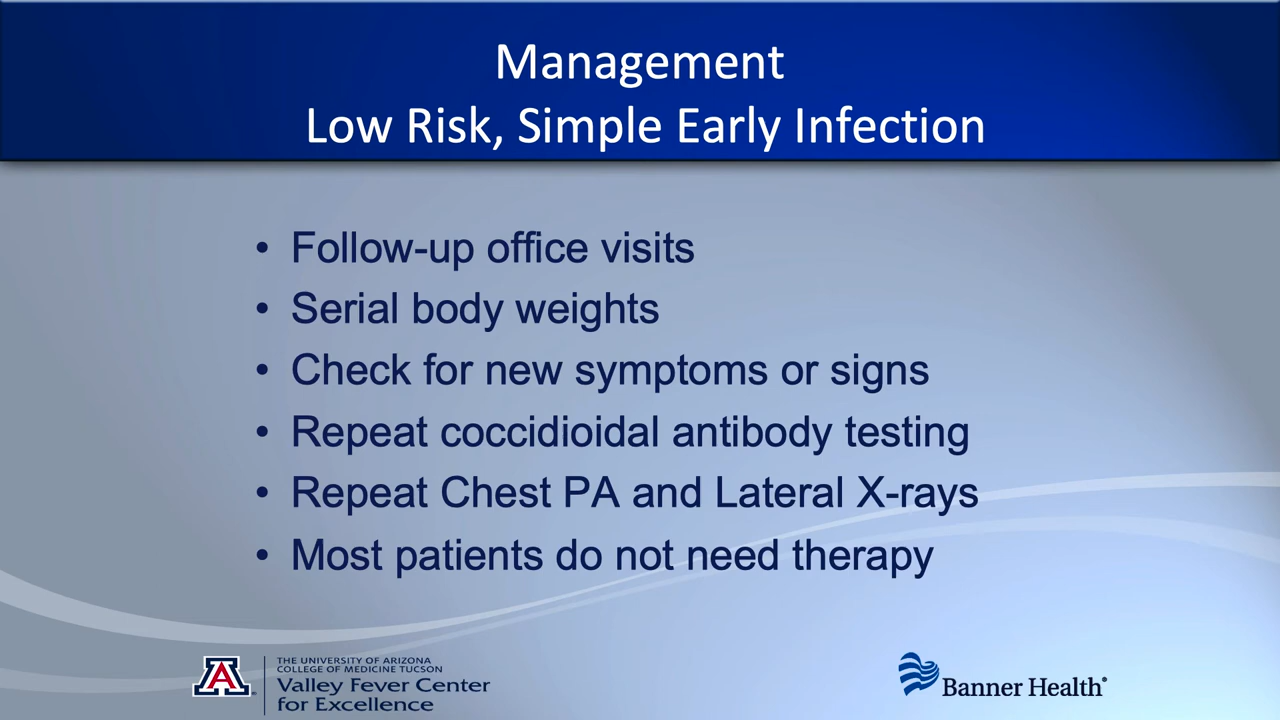 Management
Low Risk, Simple Early Infection
• Follow-up office visits
• Serial body weights
• Check for new symptoms or signs
• Repeat coccidioidal antibody testing
• Repeat Chest PA and Lateral X-rays
• Most patients do not need therapy
A
THE UNIVERSITY OF ARIZONA
COLLEGE OF MEDICINE TUCSON
Valley Fever Center
for Excellence
Banner Health®